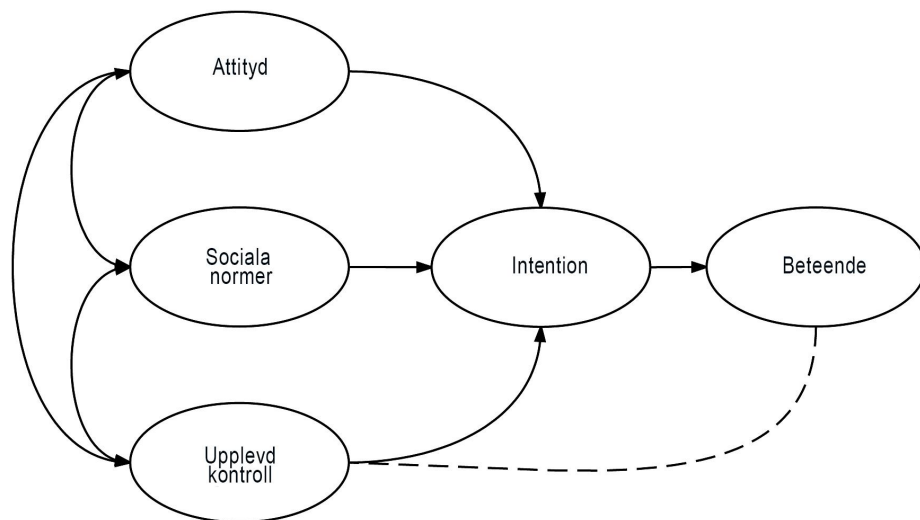 Attityd
Sociala
normer
Intention
Beteende
Upplevd
kontroll